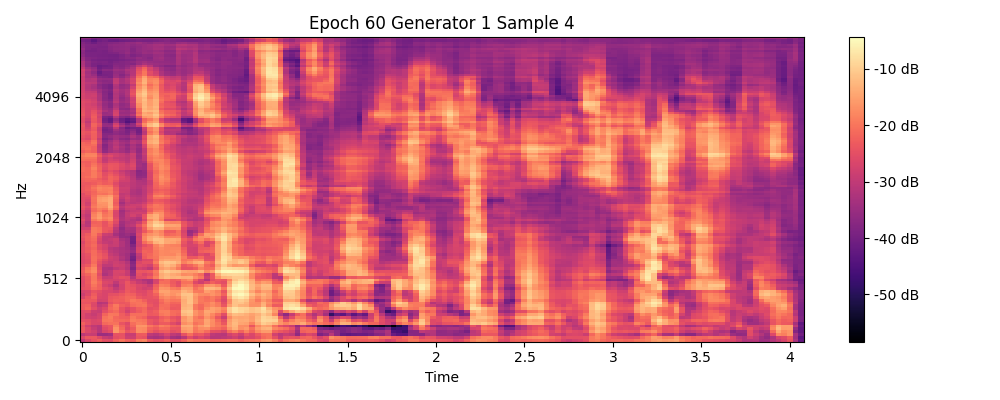 Epoch 60 Generator 1 Sample 4
Hz
4096
2048
1024
512
0
0 0.5 1 1.5 2 2.5 3 3.5 4
Time
-10 dB
-20 dB
-30 dB
-40 dB
-50 dB